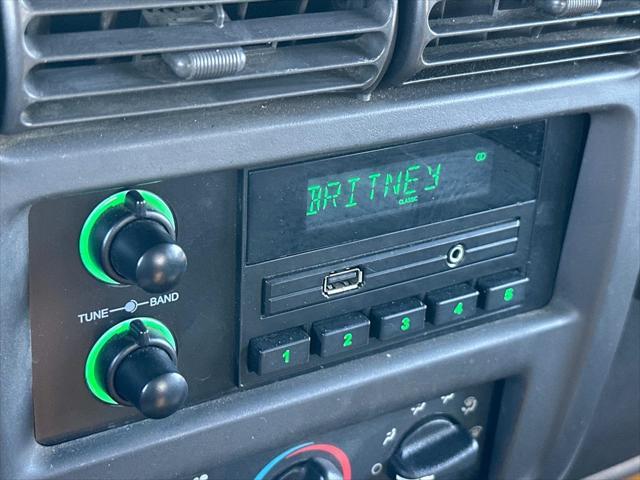 BRITNEY
CLASSIC
TUNE BAND
1 2 3 4 5